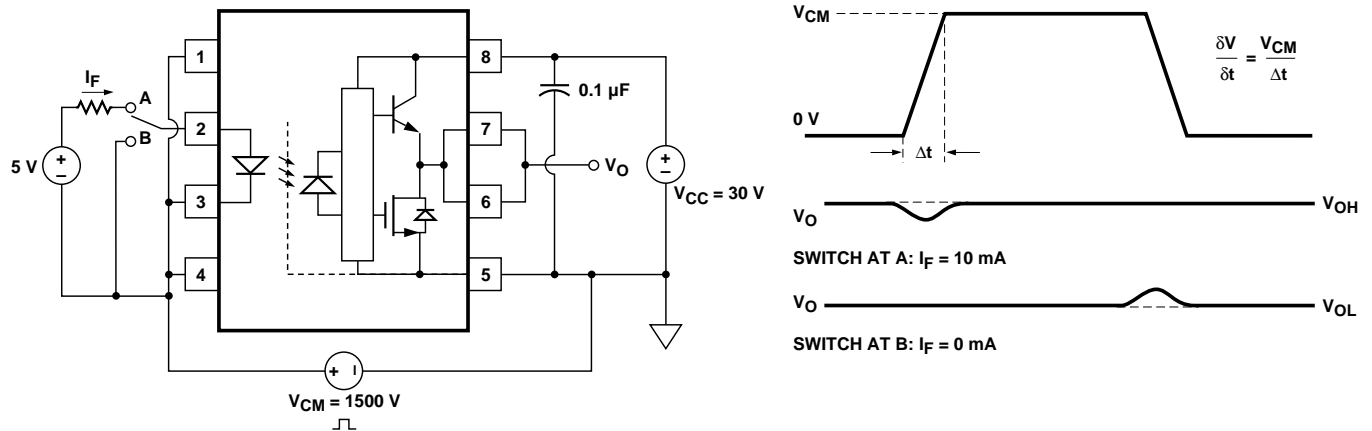 1
8
I_F
A
B
5 V
+
–
2
7
3
6
4
5
0.1 µF
V_O
+
–
V_CC = 30 V
+ –
V_CM = 1500 V
V_CM
δV/δt = V_CM/Δt
0 V
Δt
V_O
V_OH
SWITCH AT A: I_F = 10 mA
V_O
V_OL
SWITCH AT B: I_F = 0 mA